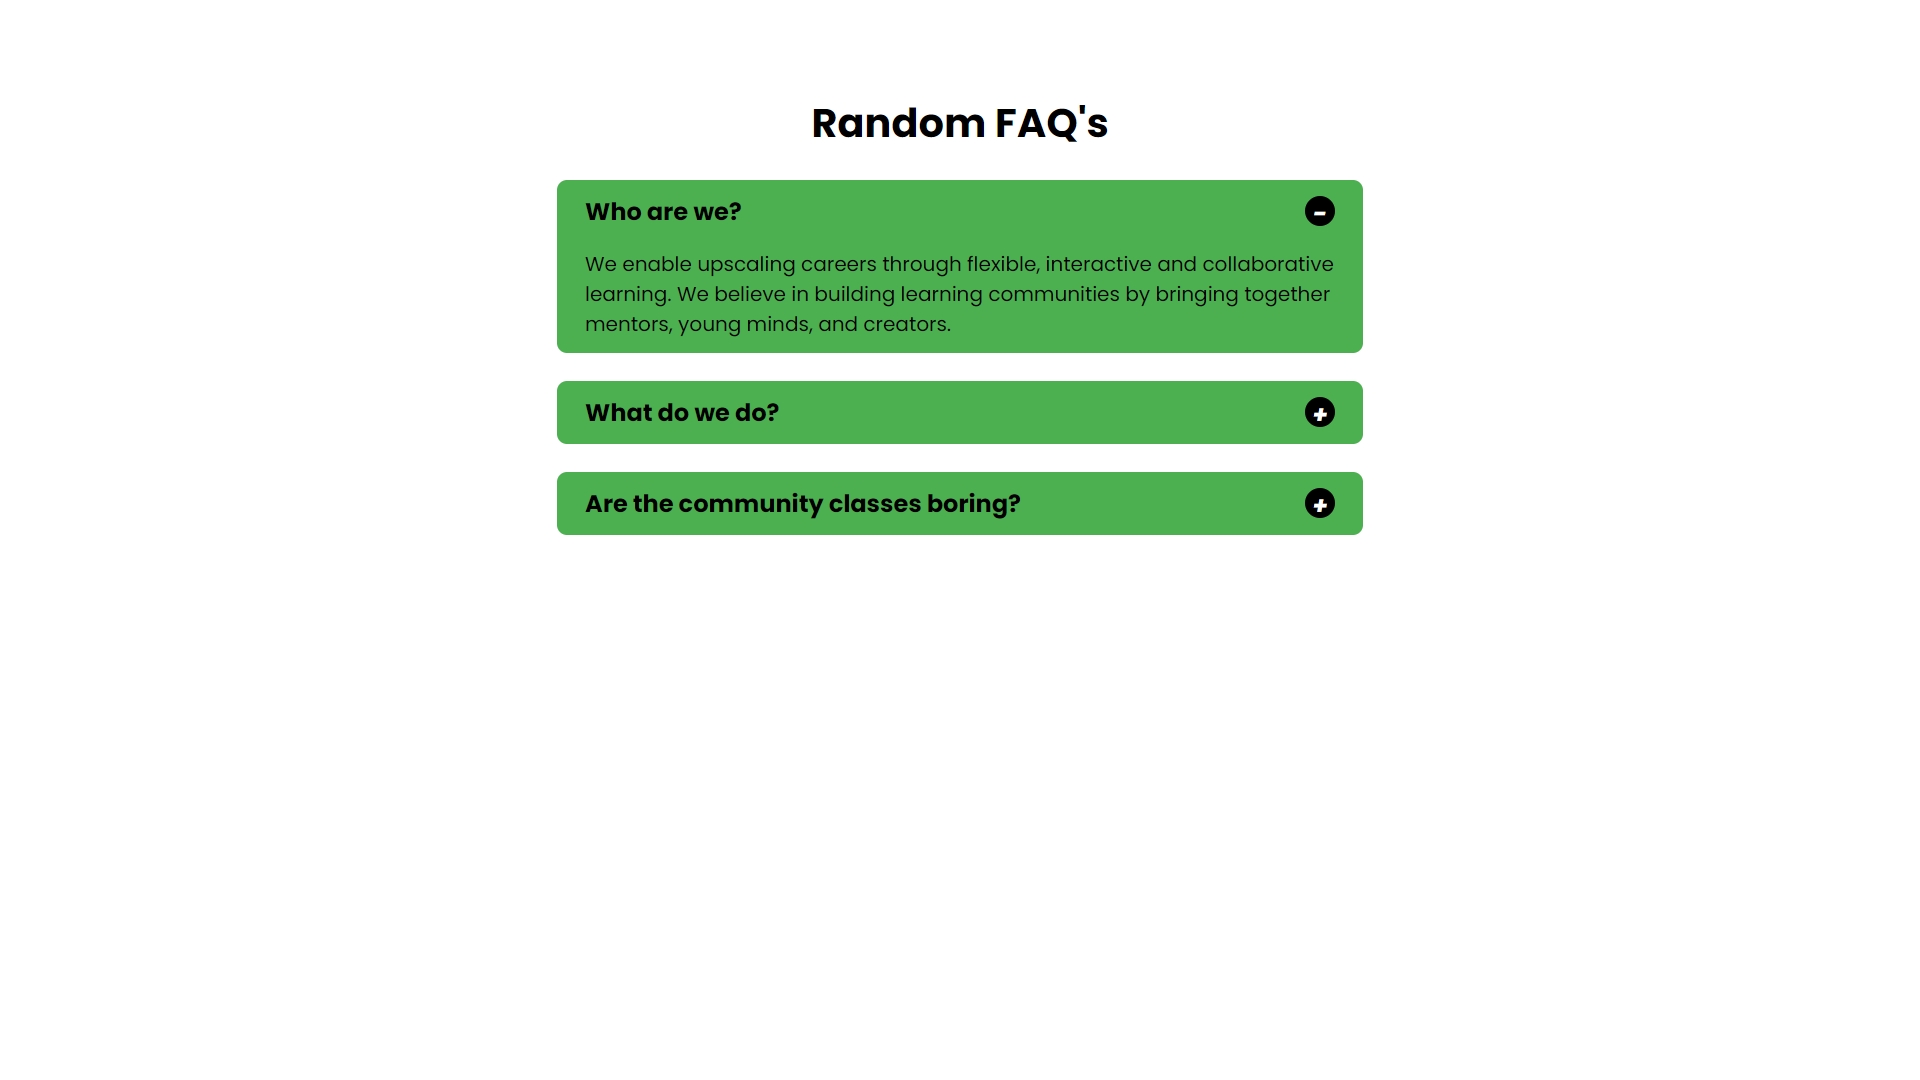 Random FAQ's
Who are we?
We enable upscaling careers through flexible, interactive and collaborative
learning. We believe in building learning communities by bringing together
mentors, young minds, and creators.
What do we do?
Are the community classes boring?